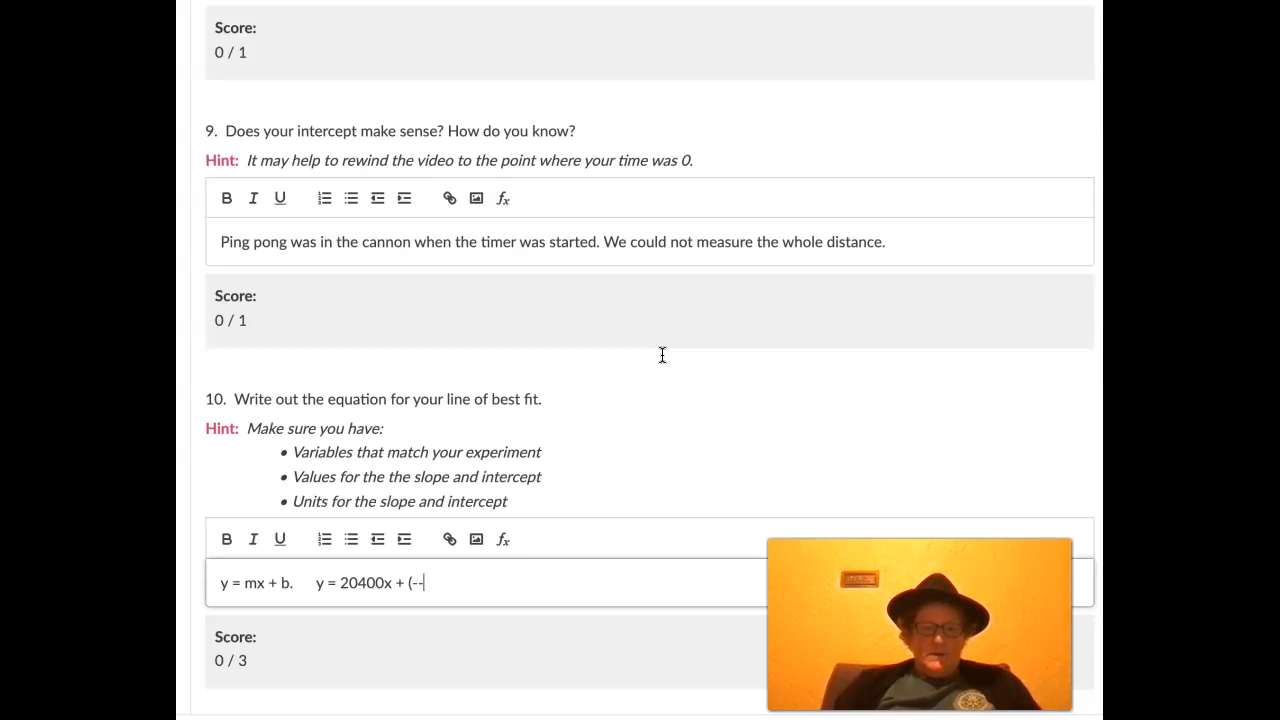 Score:
0 / 1
9. Does your intercept make sense? How do you know?
Hint: It may help to rewind the video to the point where your time was 0.
B I U fx
Ping pong was in the cannon when the timer was started. We could not measure the whole distance.
Score:
0 / 1
10. Write out the equation for your line of best fit.
Hint: Make sure you have:
• Variables that match your experiment
• Values for the the slope and intercept
• Units for the slope and intercept
B I U fx
y = mx + b. y = 20400x + (--
Score:
0 / 3